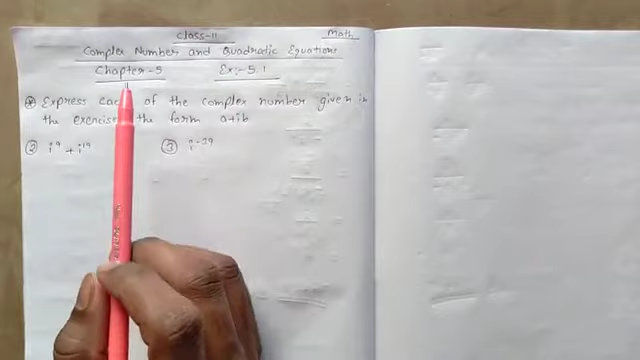 Class-11 Math
Complex Number and Quadratic Equations
Chapter-5 Ex:-5.1
* Express each of the complex number given in
the exercise the form a+ib
② i⁹ + i¹⁹ ③ i⁻³⁹